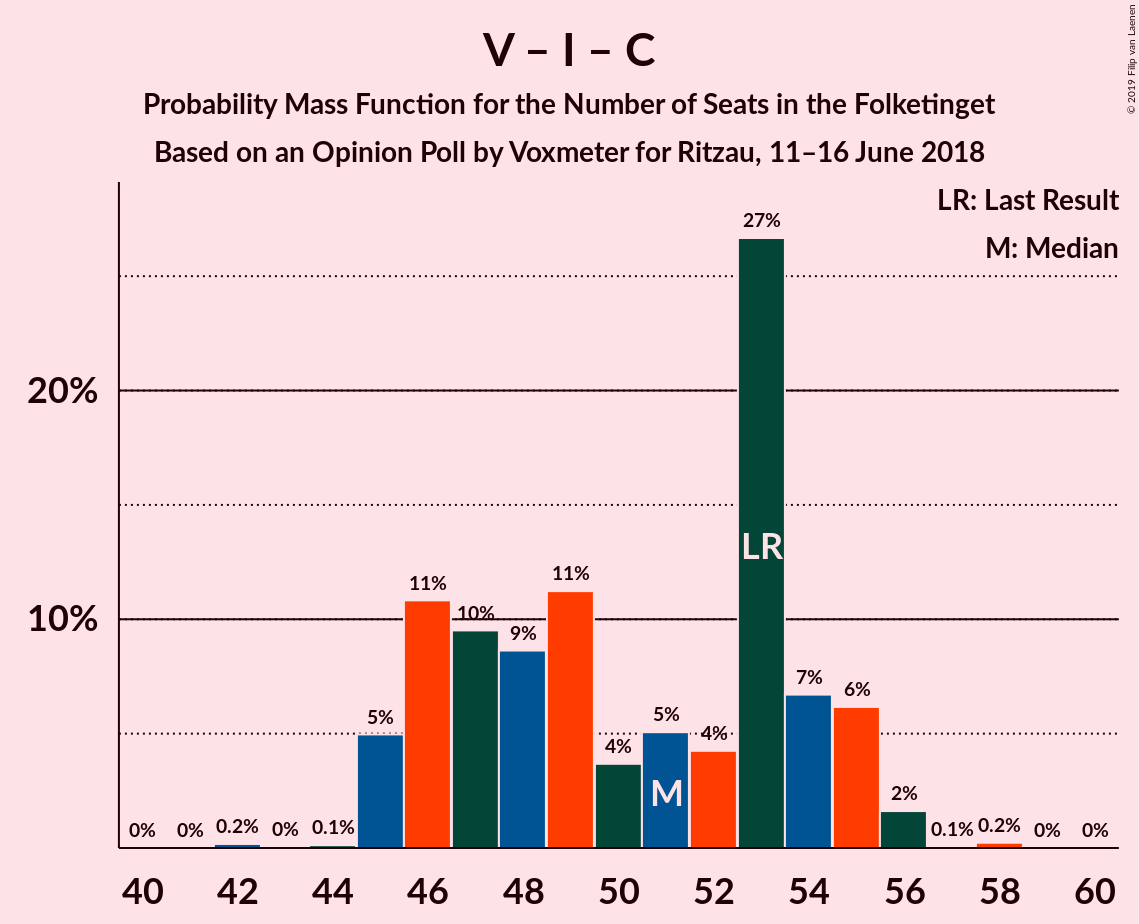 © 2019 Filip van Laenen
V – I – C
Probability Mass Function for the Number of Seats in the Folketinget
Based on an Opinion Poll by Voxmeter for Ritzau, 11–16 June 2018
LR: Last Result
M: Median
20%
10%
0%
0%
0.2%
0%
0.1%
5%
11%
10%
9%
11%
4%
5%
4%
27%
7%
6%
2%
0.1%
0.2%
0%
0%
LR
M
40 42 44 46 48 50 52 54 56 58 60